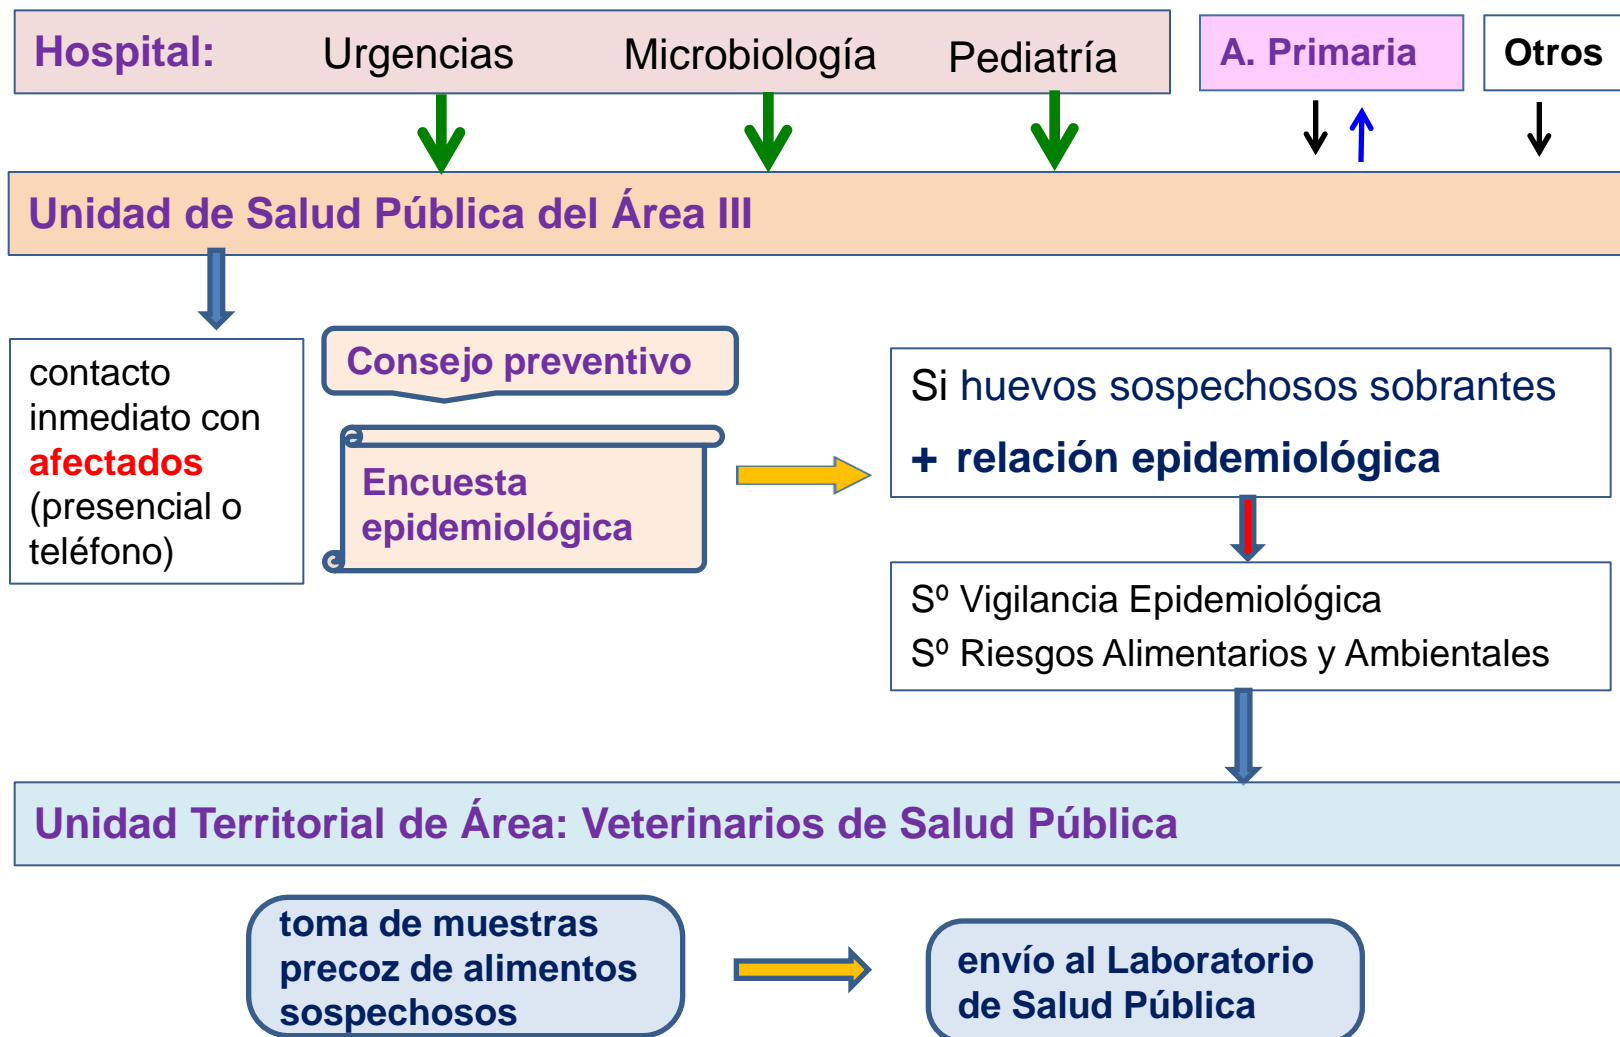 Hospital: Urgencias Microbiología Pediatría
A. Primaria
Otros
Unidad de Salud Pública del Área III
contacto
inmediato con
afectados
(presencial o
teléfono)
Consejo preventivo
Encuesta
epidemiológica
Si huevos sospechosos sobrantes
+ relación epidemiológica
Sº Vigilancia Epidemiológica
Sº Riesgos Alimentarios y Ambientales
Unidad Territorial de Área: Veterinarios de Salud Pública
toma de muestras
precoz de alimentos
sospechosos
envío al Laboratorio
de Salud Pública